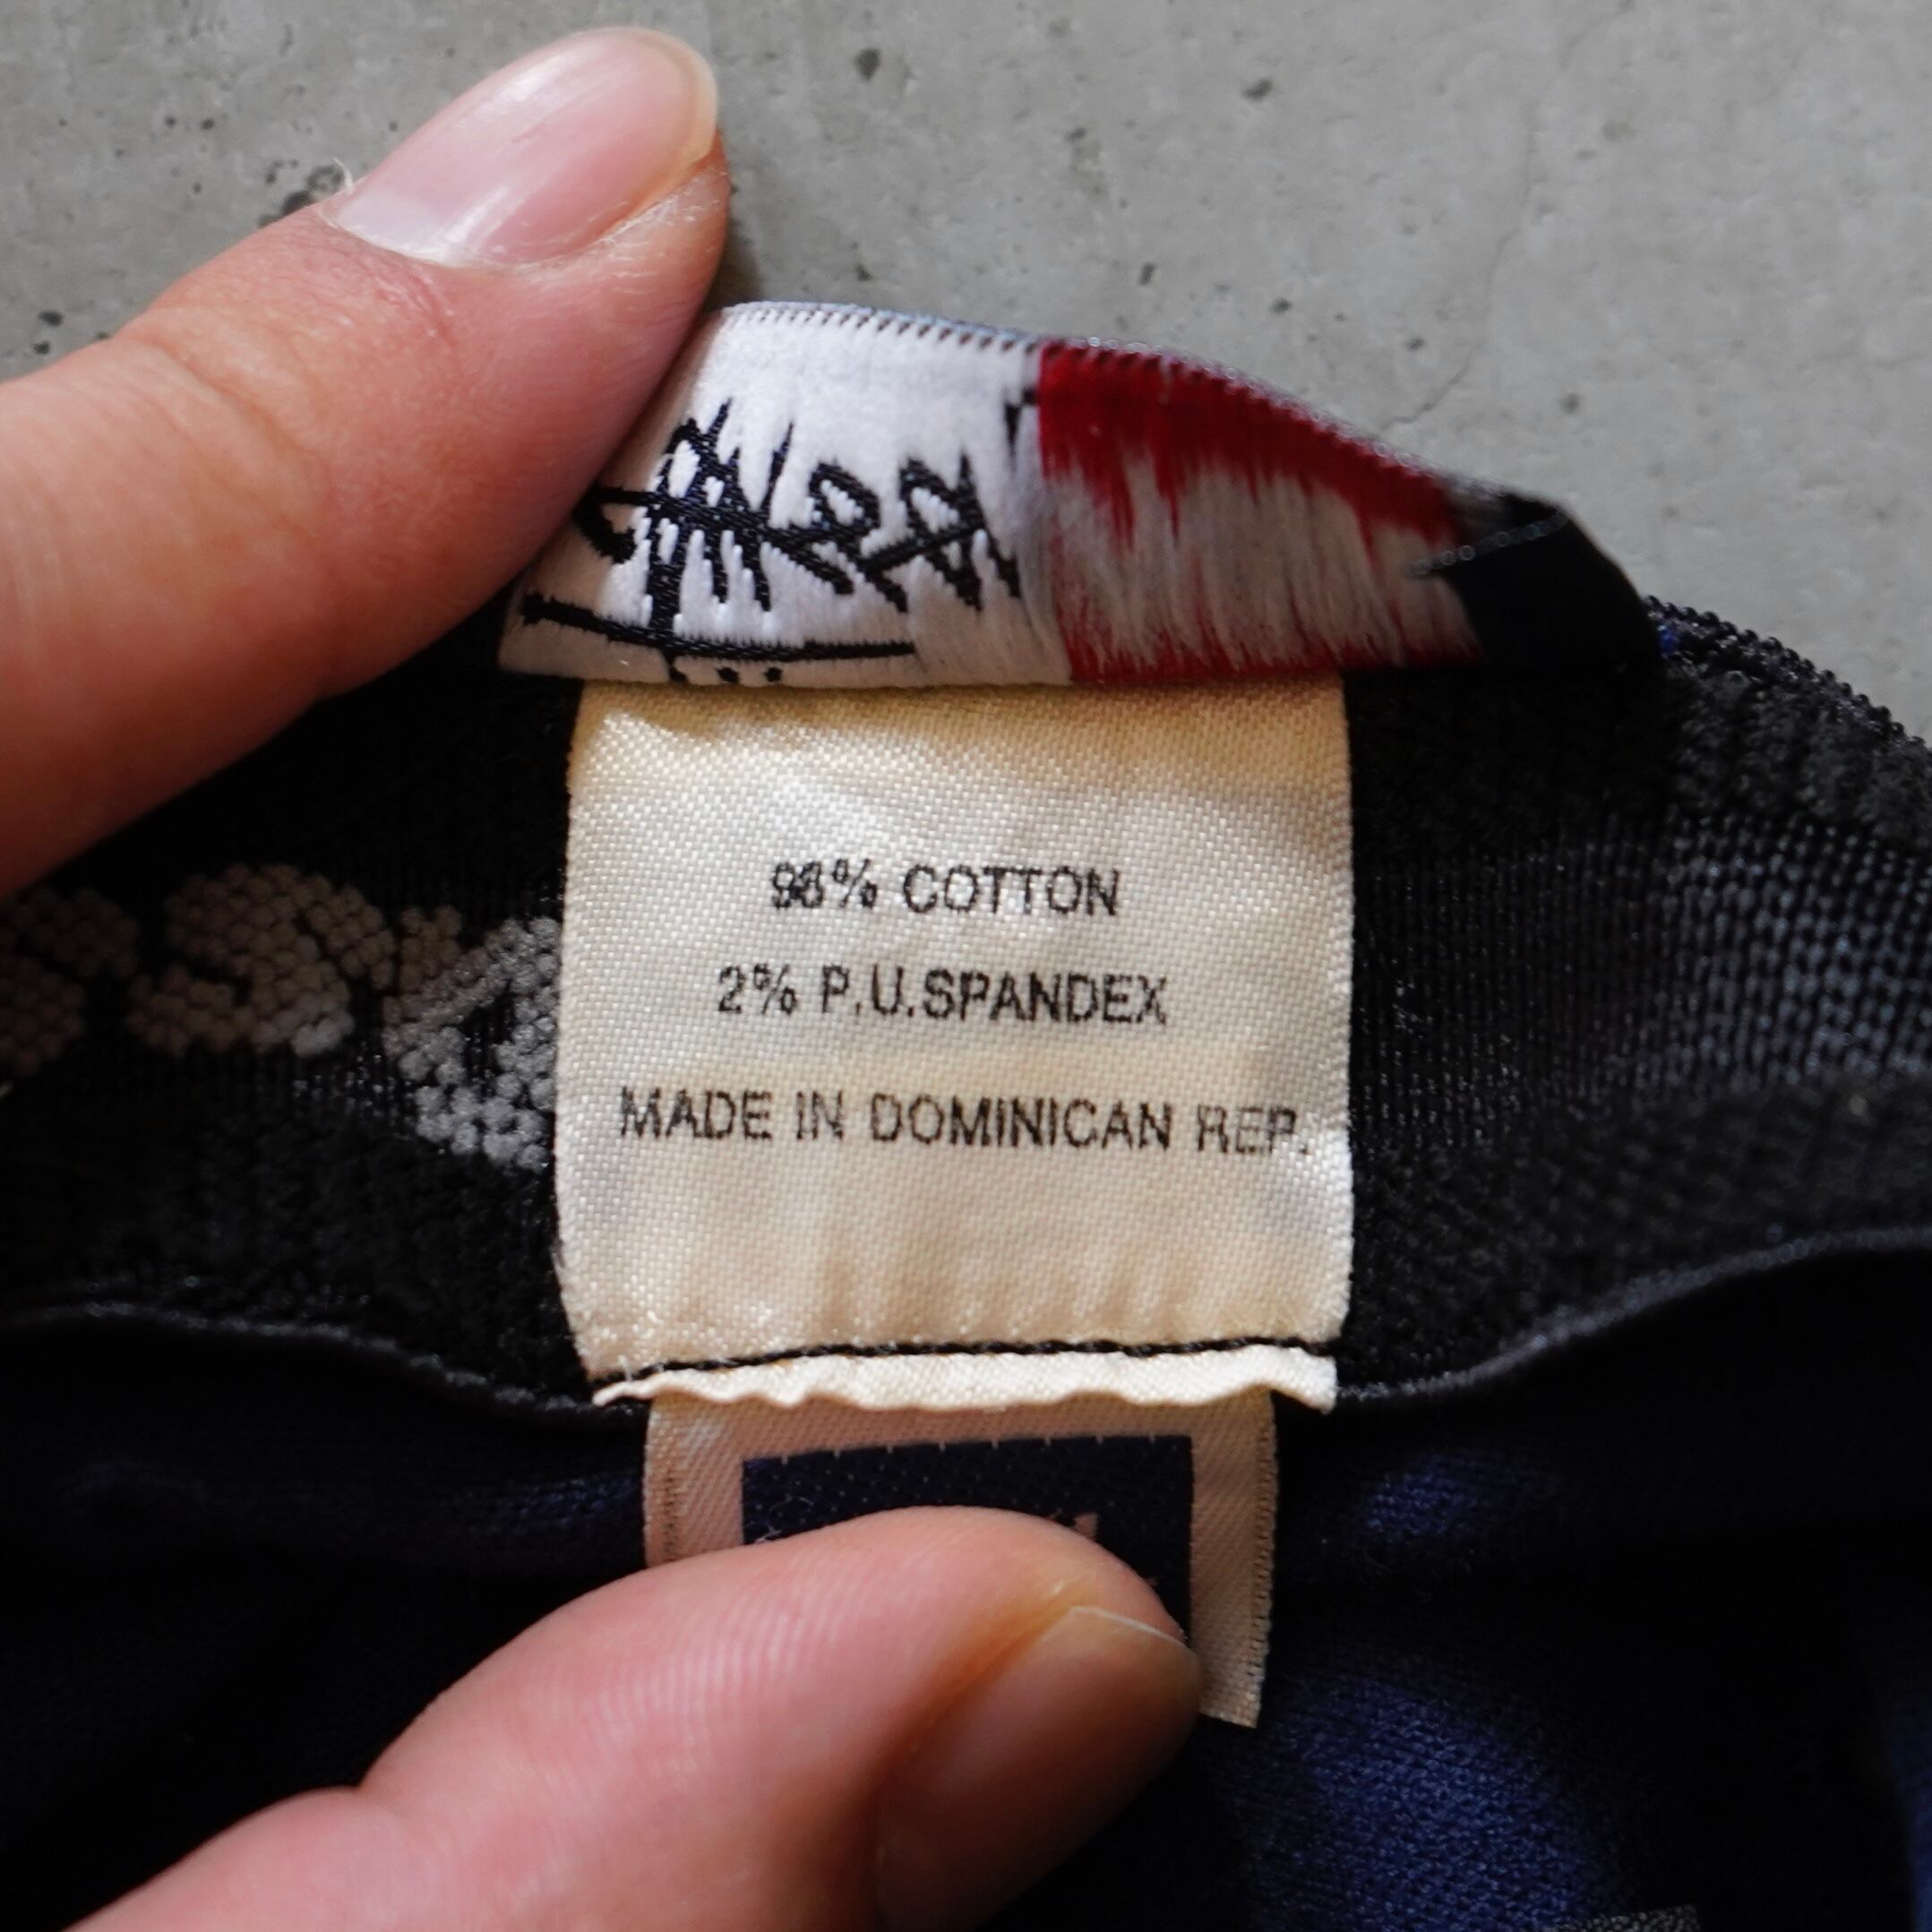 98% COTTON
2% P.U.SPANDEX
MADE IN DOMINICAN REP.